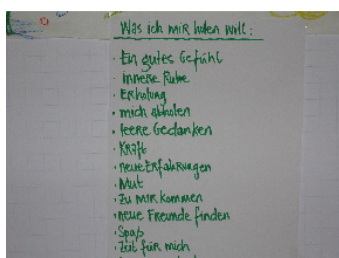 Was ich mir holen will:
· Ein gutes Gefühl
· innere Ruhe
· Erholung
· mich abholen
· leere Gedanken
· Kraft
· neue Erfahrungen
· Mut
· Zu mir kommen
· neue Freunde finden
· Spaß
· Zeit für mich